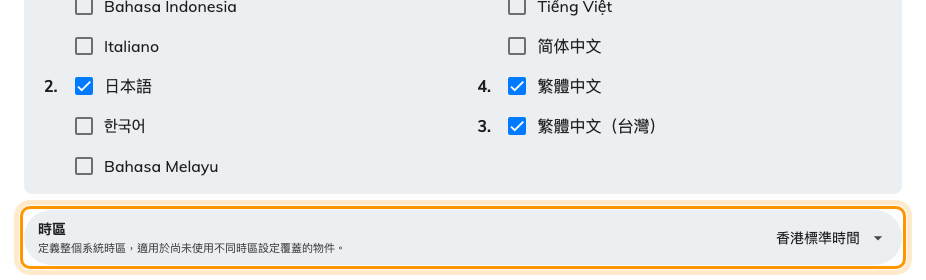 Bahasa Indonesia
Tiếng Việt
Italiano
简体中文
2. 日本語
4. 繁體中文
한국어
3. 繁體中文（台灣）
Bahasa Melayu
時區
定義整個系統時區，適用於尚未使用不同時區設定覆蓋的物件。
香港標準時間